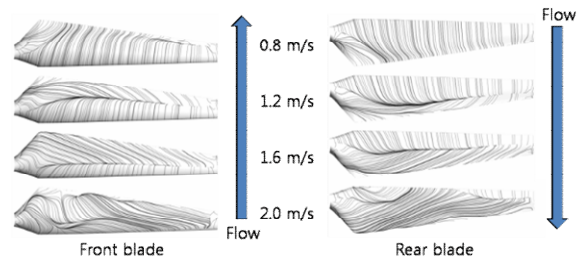 Flow
0.8 m/s
1.2 m/s
1.6 m/s
2.0 m/s
Flow
Front blade
Rear blade